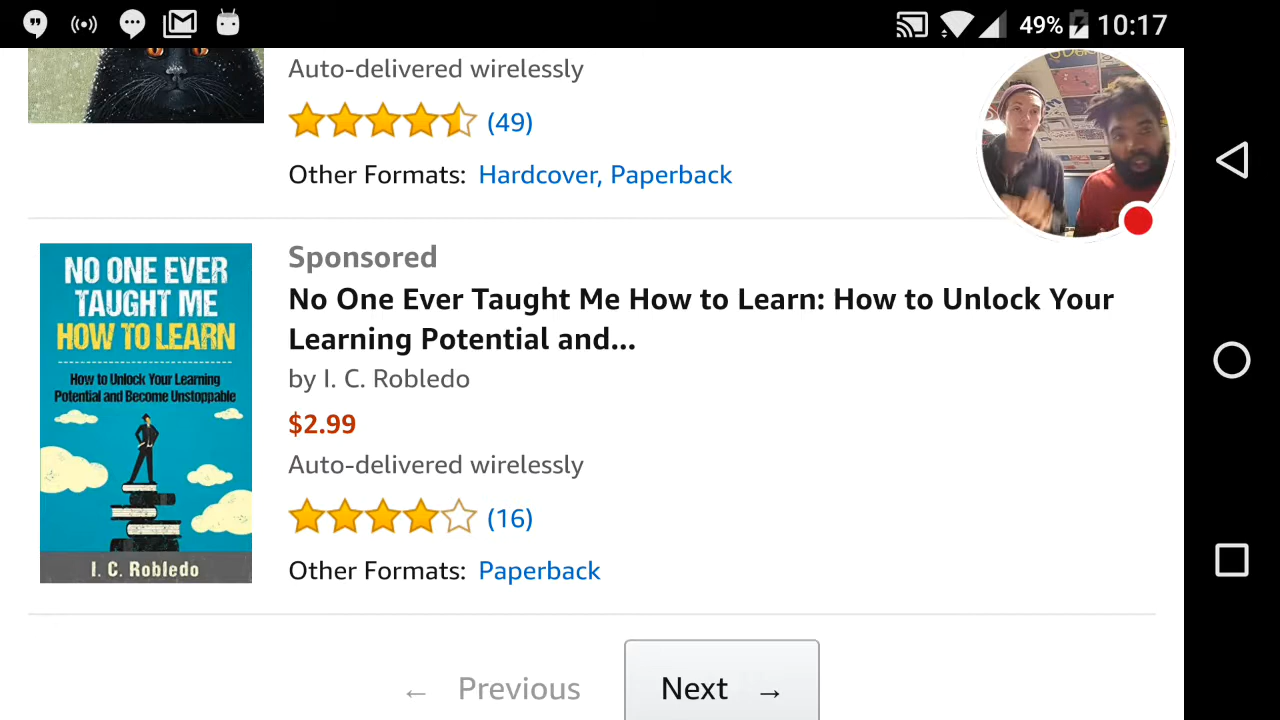 49% 10:17
Auto-delivered wirelessly
(49)
Other Formats: Hardcover, Paperback
NO ONE EVER
TAUGHT ME
HOW TO LEARN
How to Unlock Your Learning
Potential and Become Unstoppable
I. C. Robledo
Sponsored
No One Ever Taught Me How to Learn: How to Unlock Your
Learning Potential and...
by I. C. Robledo
$2.99
Auto-delivered wirelessly
(16)
Other Formats: Paperback
← Previous
Next →